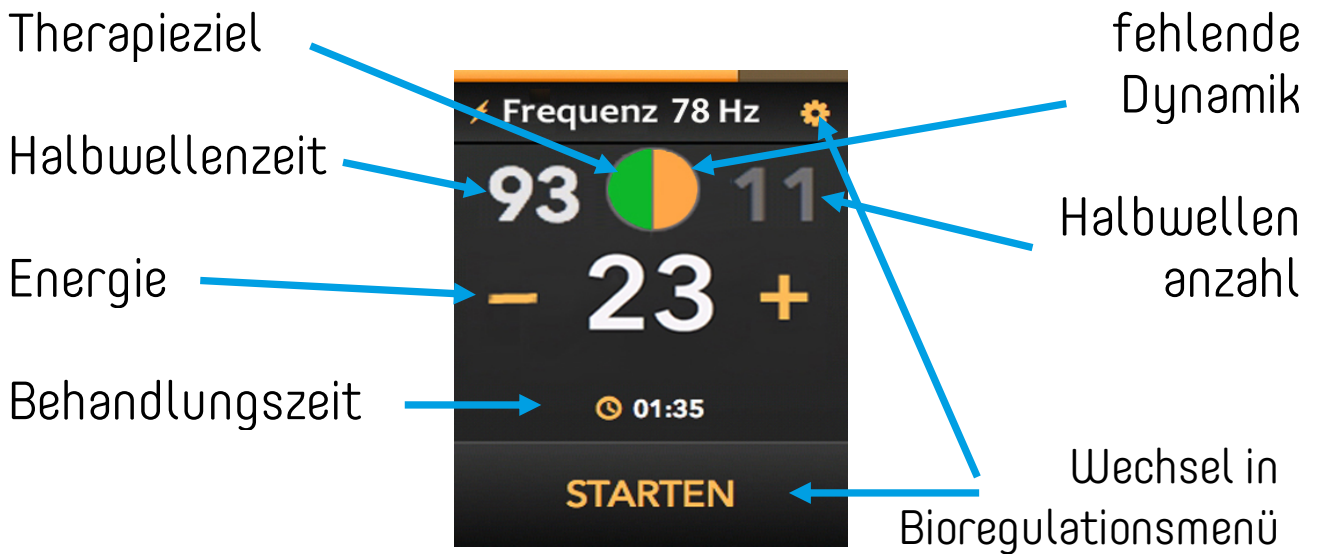 Therapieziel
Halbwellenzeit
Energie
Behandlungszeit
Frequenz 78 Hz
93
11
− 23 +
01:35
STARTEN
fehlende
Dynamik
Halbwellen
anzahl
Wechsel in
Bioregulationsmenü